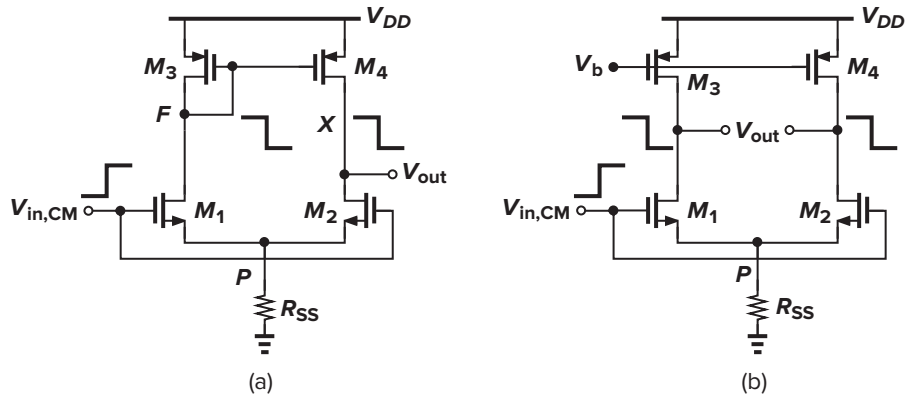 V_DD V_DD
M_3 M_4 V_b M_3 M_4
F X V_out
V_in,CM M_1 M_2 V_out V_in,CM M_1 M_2
P P
R_SS R_SS
(a) (b)